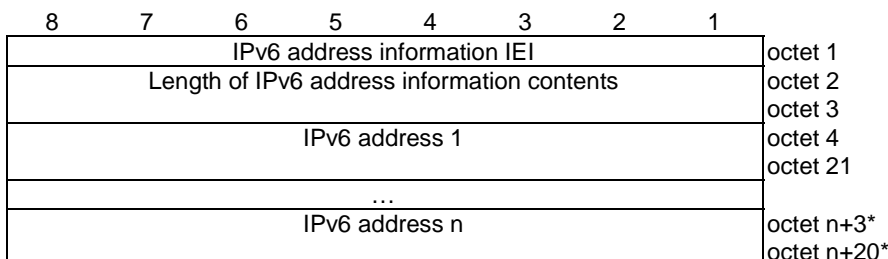 8 7 6 5 4 3 2 1
IPv6 address information IEI octet 1
Length of IPv6 address information contents octet 2
octet 3
IPv6 address 1 octet 4
octet 21
…
IPv6 address n octet n+3*
octet n+20*